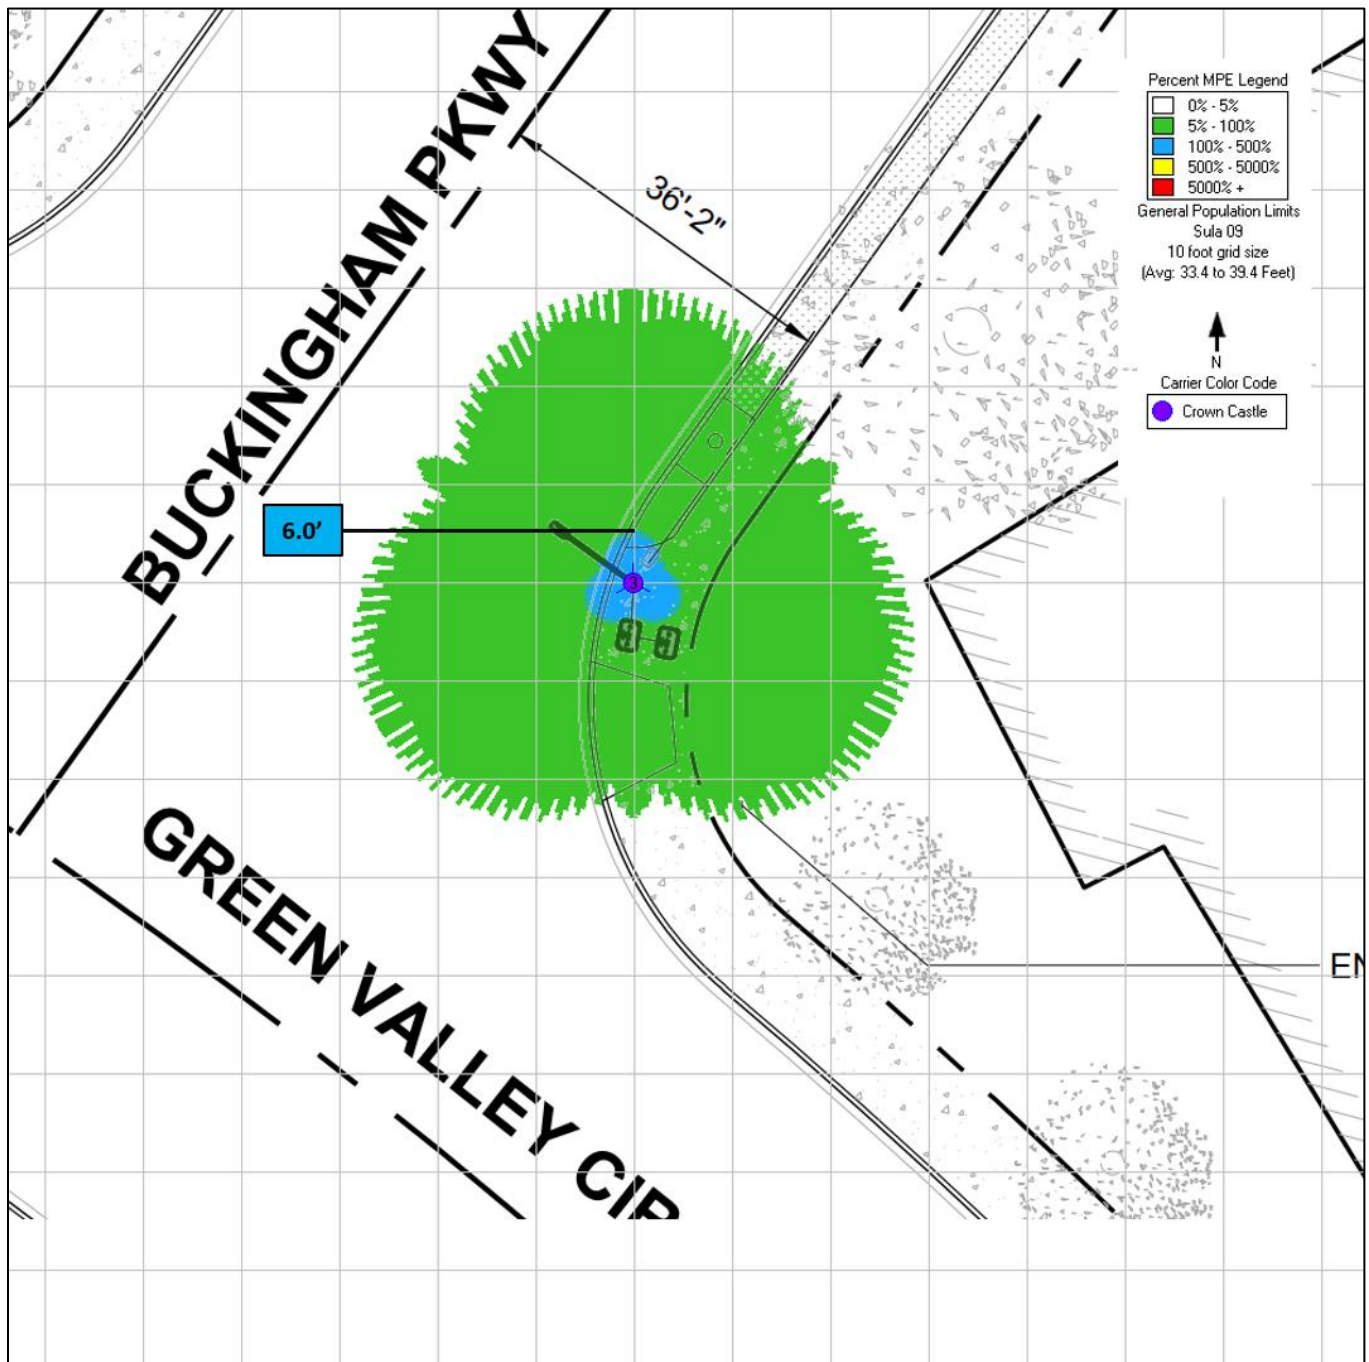 BUCKINGHAM PKWY
36'-2"
Percent MPE Legend
0% - 5%
5% - 100%
100% - 500%
500% - 5000%
5000% +
General Population Limits
Sula 09
10 foot grid size
(Avg: 33.4 to 39.4 Feet)
N
Carrier Color Code
Crown Castle
6.0’
3
GREEN VALLEY CIR
EN